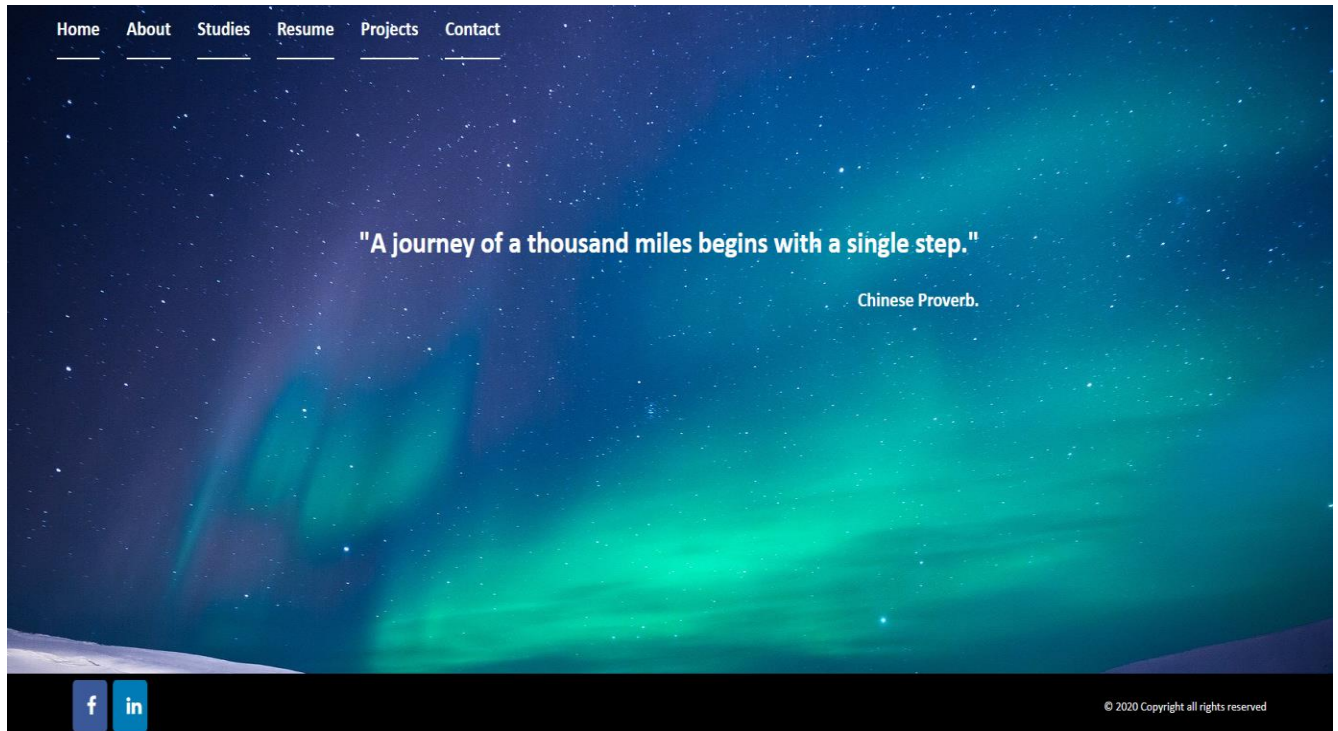 Home About Studies Resume Projects Contact
"A journey of a thousand miles begins with a single step."
Chinese Proverb.
f in © 2020 Copyright all rights reserved